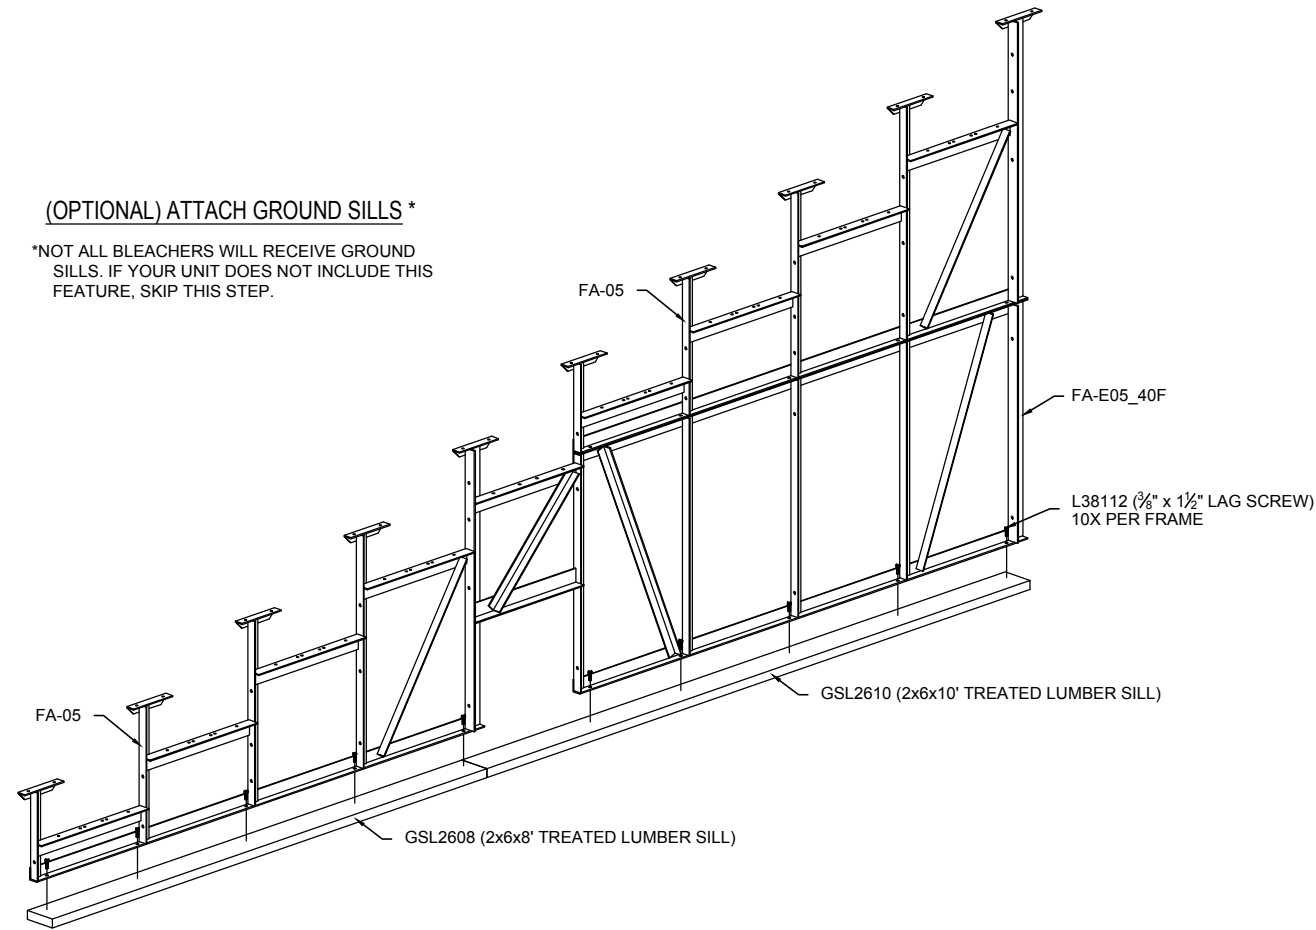 (OPTIONAL) ATTACH GROUND SILLS *
*NOT ALL BLEACHERS WILL RECEIVE GROUND
SILLS. IF YOUR UNIT DOES NOT INCLUDE THIS
FEATURE, SKIP THIS STEP.
FA-05
FA-E05_40F
L38112 (⅜" x 1½" LAG SCREW)
10X PER FRAME
GSL2610 (2x6x10' TREATED LUMBER SILL)
FA-05
GSL2608 (2x6x8' TREATED LUMBER SILL)